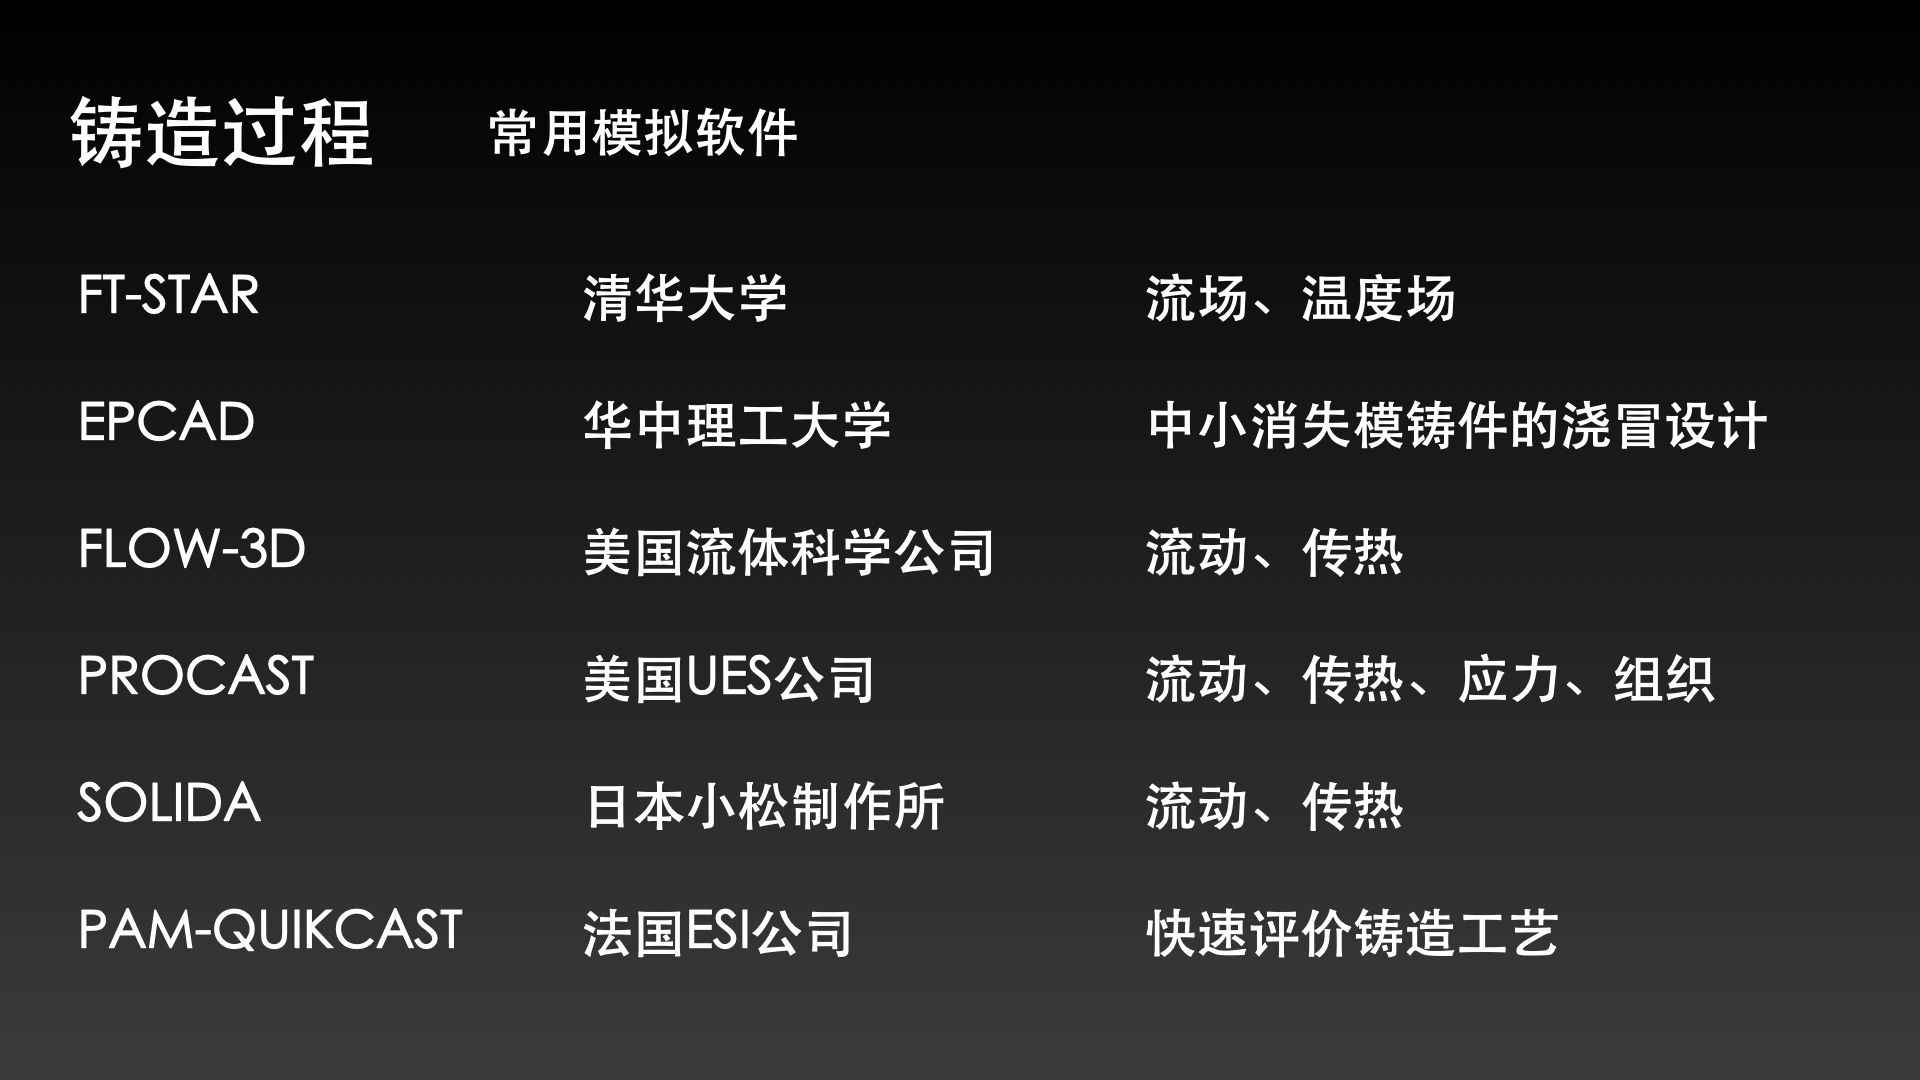 铸造过程 常用模拟软件
FT-STAR 清华大学 流场、温度场
EPCAD 华中理工大学 中小消失模铸件的浇冒设计
FLOW-3D 美国流体科学公司 流动、传热
PROCAST 美国UES公司 流动、传热、应力、组织
SOLIDA 日本小松制作所 流动、传热
PAM-QUIKCAST 法国ESI公司 快速评价铸造工艺